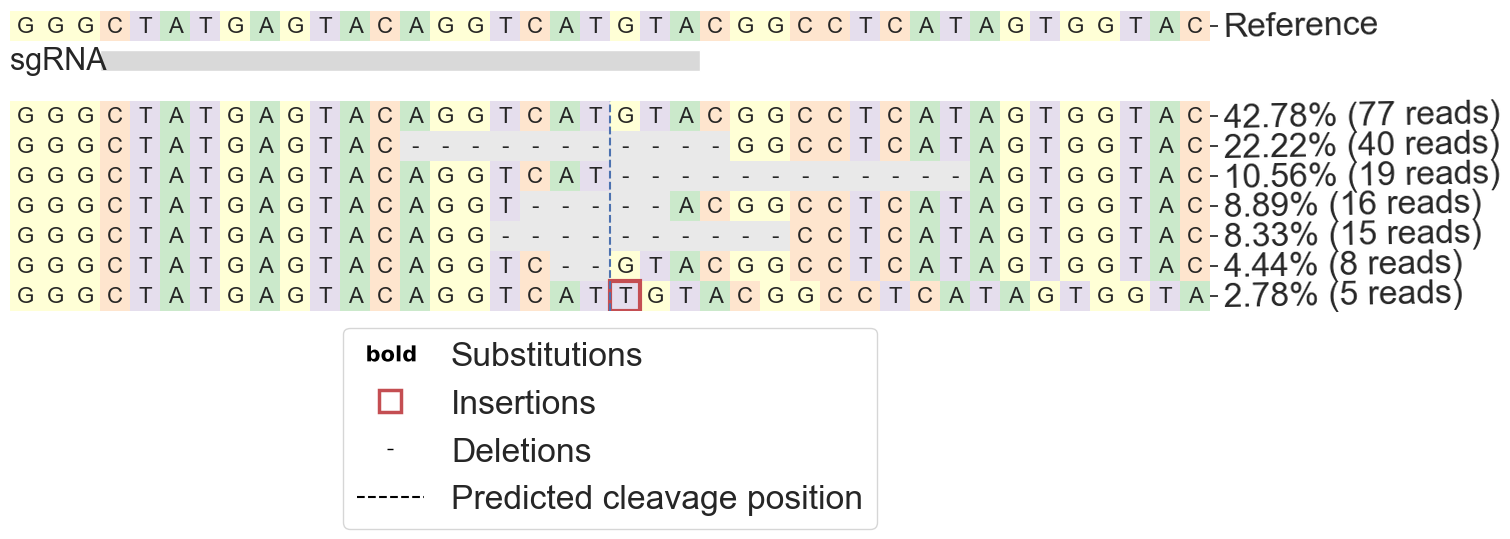 G G G C T A T G A G T A C A G G T C A T G T A C G G C C T C A T A G T G G T A C Reference
sgRNA
G G G C T A T G A G T A C A G G T C A T G T A C G G C C T C A T A G T G G T A C 42.78% (77 reads)
G G G C T A T G A G T A C - - - - - - - - - - - G G C C T C A T A G T G G T A C 22.22% (40 reads)
G G G C T A T G A G T A C A G G T C A T - - - - - - - - - - - - A G T G G T A C 10.56% (19 reads)
G G G C T A T G A G T A C A G G T - - - - - A C G G C C T C A T A G T G G T A C 8.89% (16 reads)
G G G C T A T G A G T A C A G G - - - - - - - - - - C C T C A T A G T G G T A C 8.33% (15 reads)
G G G C T A T G A G T A C A G G T C - - G T A C G G C C T C A T A G T G G T A C 4.44% (8 reads)
G G G C T A T G A G T A C A G G T C A T T G T A C G G C C T C A T A G T G G T A 2.78% (5 reads)
bold Substitutions
Insertions
- Deletions
Predicted cleavage position